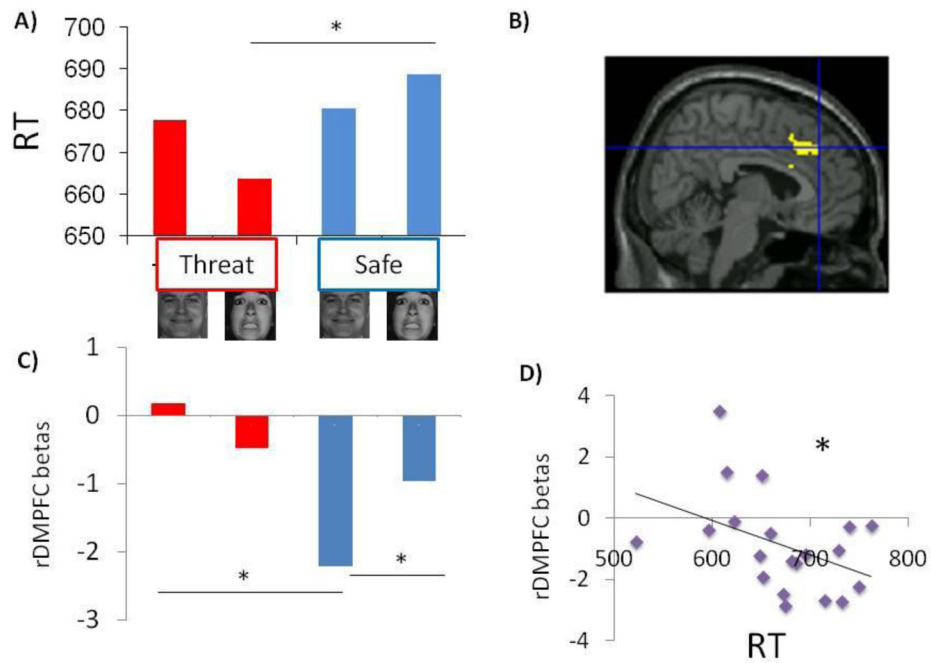 A)
700
690
680
670
660
650
RT
*
Threat
Safe
B)
C)
1
0
-1
-2
-3
rDMPFC betas
*
*
D)
4
2
0
-2
-4
rDMPFC betas
*
500 600 700 800
RT